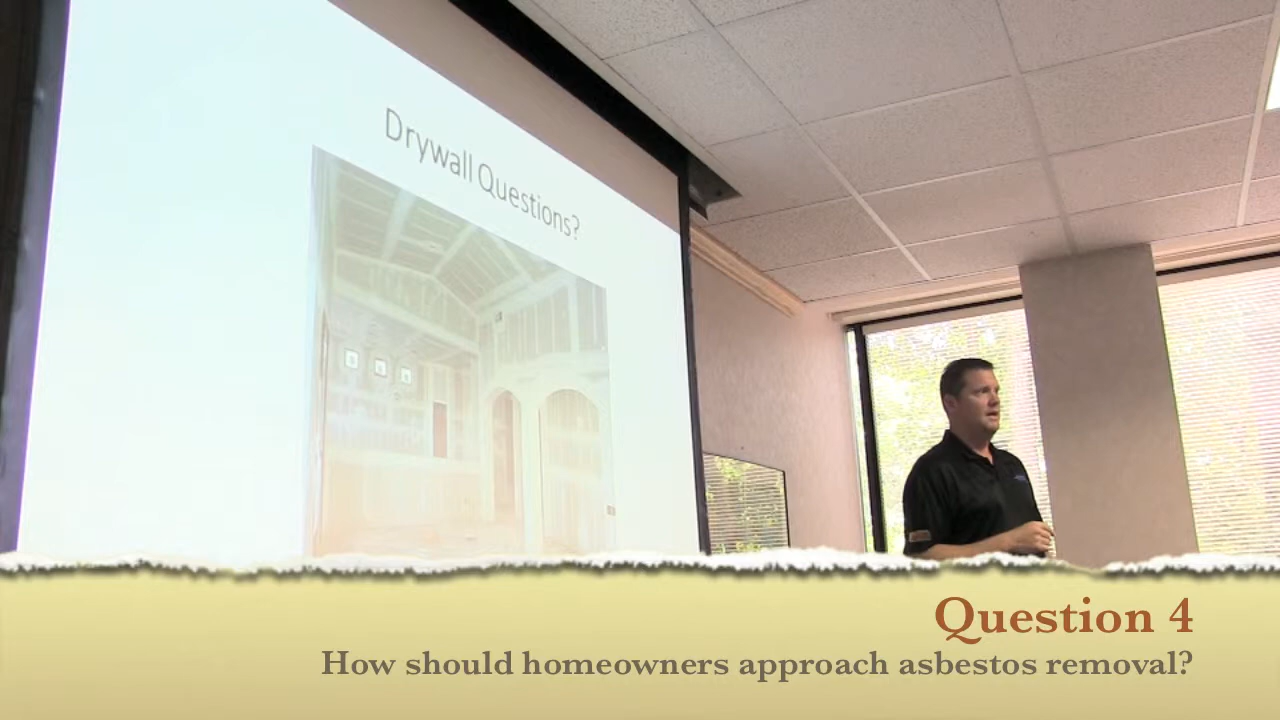 Drywall Questions?
Question 4
How should homeowners approach asbestos removal?